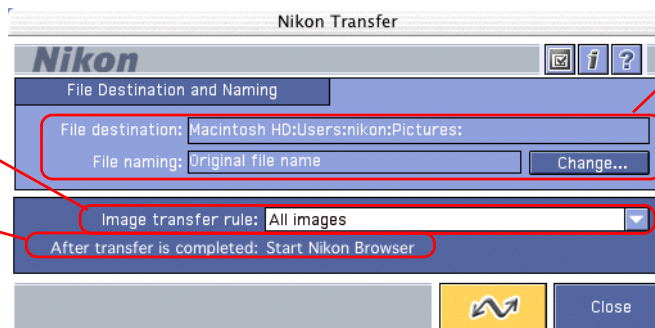 Nikon Transfer
Nikon
i ?
File Destination and Naming
File destination: Macintosh HD:Users:nikon:Pictures:
File naming: Original file name Change...
Image transfer rule: All images
After transfer is completed: Start Nikon Browser
Close